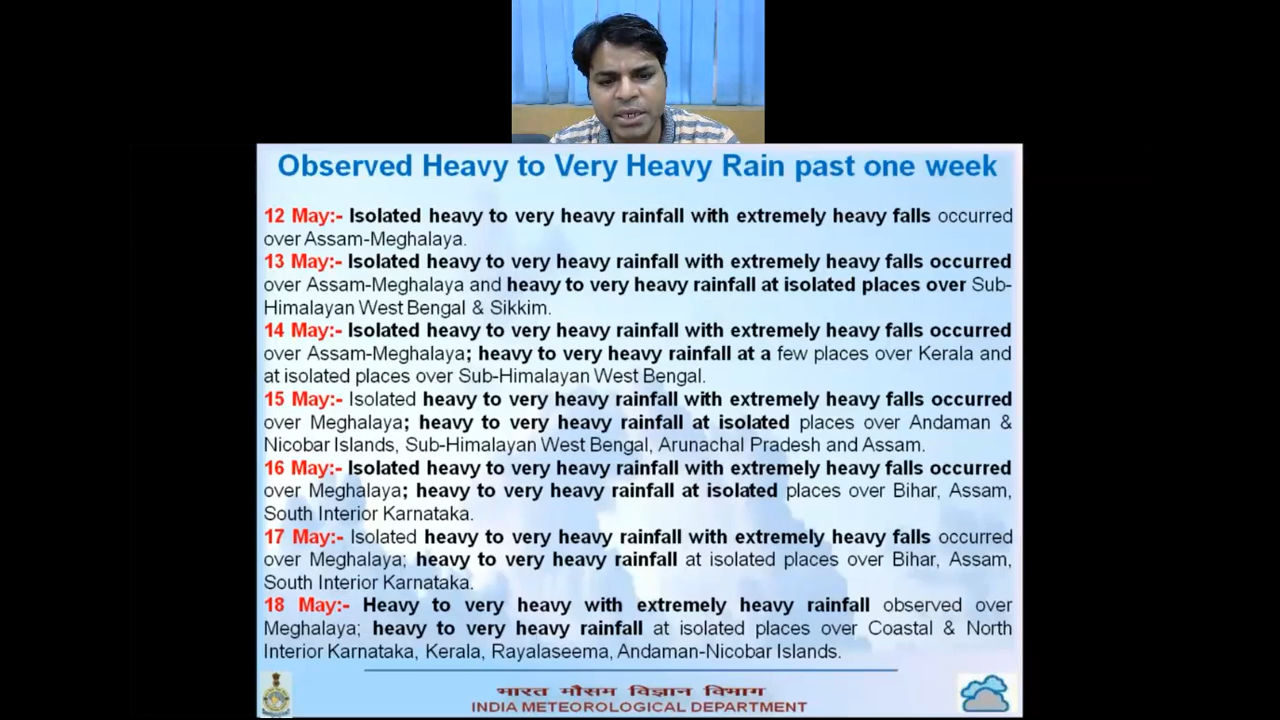 Observed Heavy to Very Heavy Rain past one week
12 May:- Isolated heavy to very heavy rainfall with extremely heavy falls occurred
over Assam-Meghalaya.
13 May:- Isolated heavy to very heavy rainfall with extremely heavy falls occurred
over Assam-Meghalaya and heavy to very heavy rainfall at isolated places over Sub-
Himalayan West Bengal & Sikkim.
14 May:- Isolated heavy to very heavy rainfall with extremely heavy falls occurred
over Assam-Meghalaya; heavy to very heavy rainfall at a few places over Kerala and
at isolated places over Sub-Himalayan West Bengal.
15 May:- Isolated heavy to very heavy rainfall with extremely heavy falls occurred
over Meghalaya; heavy to very heavy rainfall at isolated places over Andaman &
Nicobar Islands, Sub-Himalayan West Bengal, Arunachal Pradesh and Assam.
16 May:- Isolated heavy to very heavy rainfall with extremely heavy falls occurred
over Meghalaya; heavy to very heavy rainfall at isolated places over Bihar, Assam,
South Interior Karnataka.
17 May:- Isolated heavy to very heavy rainfall with extremely heavy falls occurred
over Meghalaya; heavy to very heavy rainfall at isolated places over Bihar, Assam,
South Interior Karnataka.
18 May:- Heavy to very heavy with extremely heavy rainfall observed over
Meghalaya; heavy to very heavy rainfall at isolated places over Coastal & North
Interior Karnataka, Kerala, Rayalaseema, Andaman-Nicobar Islands.
भारत मौसम विज्ञान विभाग
INDIA METEOROLOGICAL DEPARTMENT